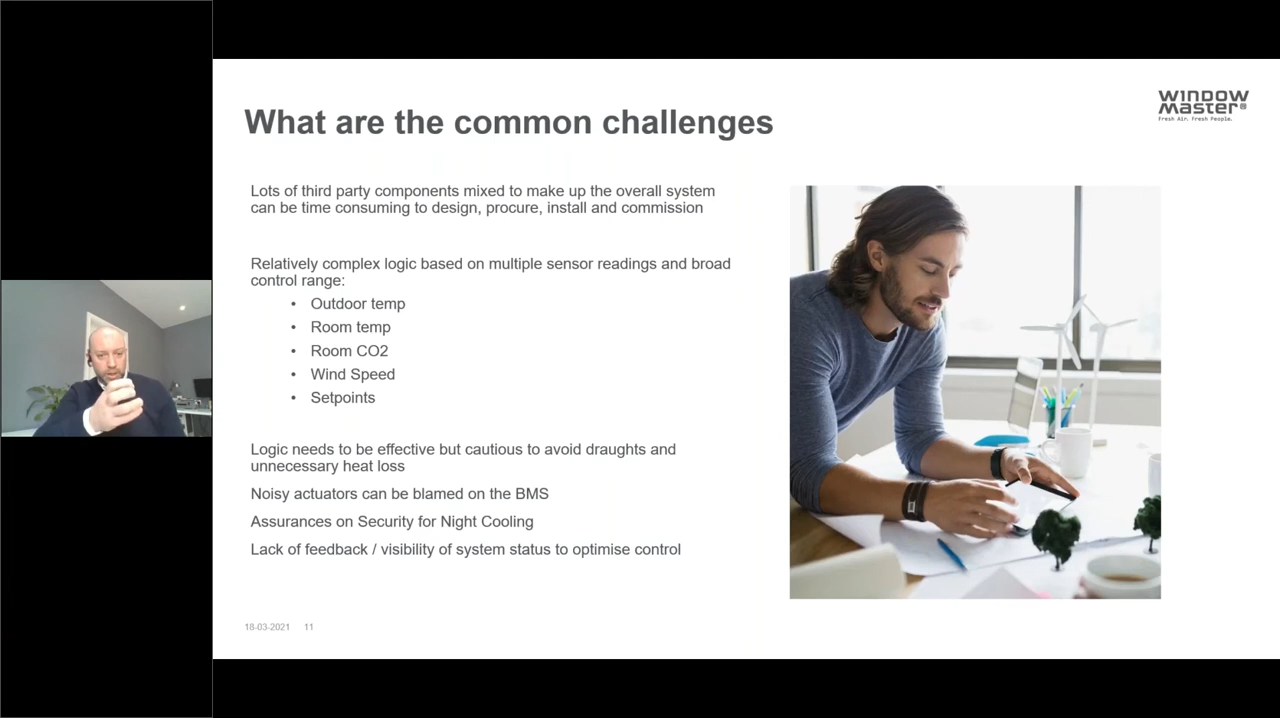 What are the common challenges
WINDOW
Master®
Fresh Air. Fresh People.
Lots of third party components mixed to make up the overall system
can be time consuming to design, procure, install and commission
Relatively complex logic based on multiple sensor readings and broad
control range:
• Outdoor temp
• Room temp
• Room CO2
• Wind Speed
• Setpoints
Logic needs to be effective but cautious to avoid draughts and
unnecessary heat loss
Noisy actuators can be blamed on the BMS
Assurances on Security for Night Cooling
Lack of feedback / visibility of system status to optimise control
18-03-2021 11